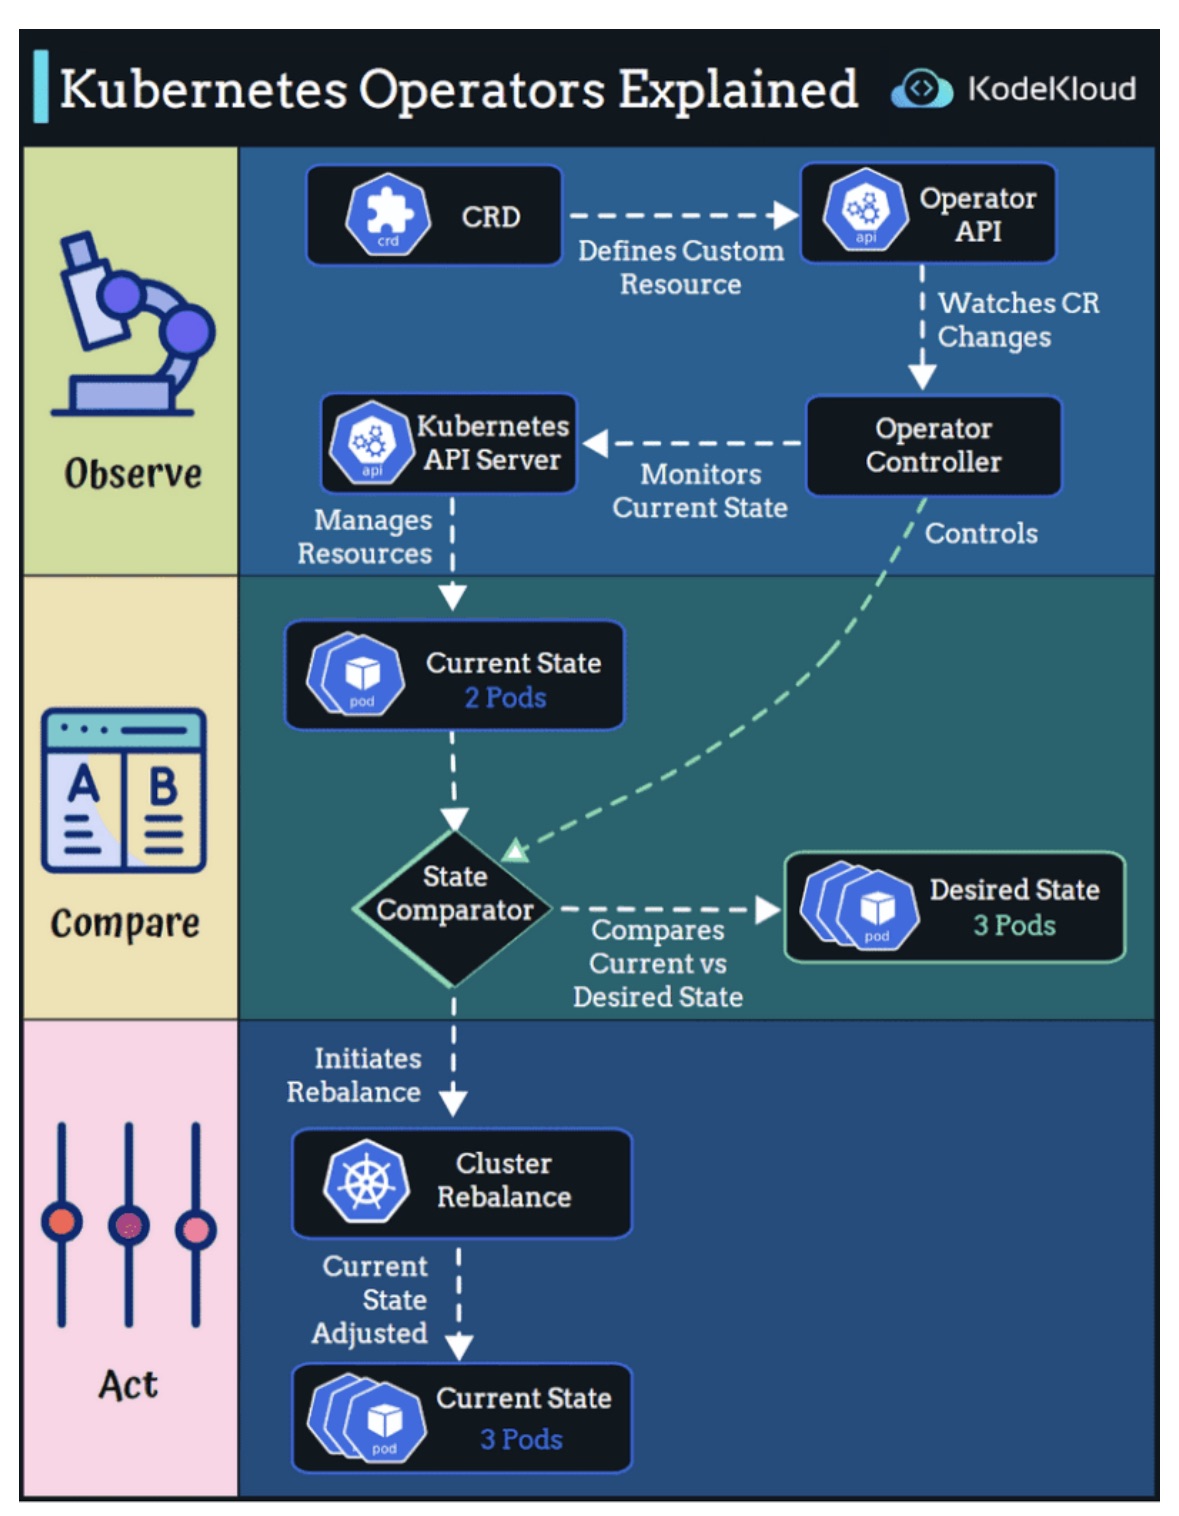 Kubernetes Operators Explained
KodeKloud
crd
CRD
Defines Custom
Resource
api
Operator
API
Watches CR
Changes
Observe
api
Kubernetes
API Server
Monitors
Current State
Operator
Controller
Manages
Resources
Controls
pod
Current State
2 Pods
A B
Compare
State
Comparator
Compares
Current vs
Desired State
pod
Desired State
3 Pods
Initiates
Rebalance
Cluster
Rebalance
Act
Current
State
Adjusted
pod
Current State
3 Pods